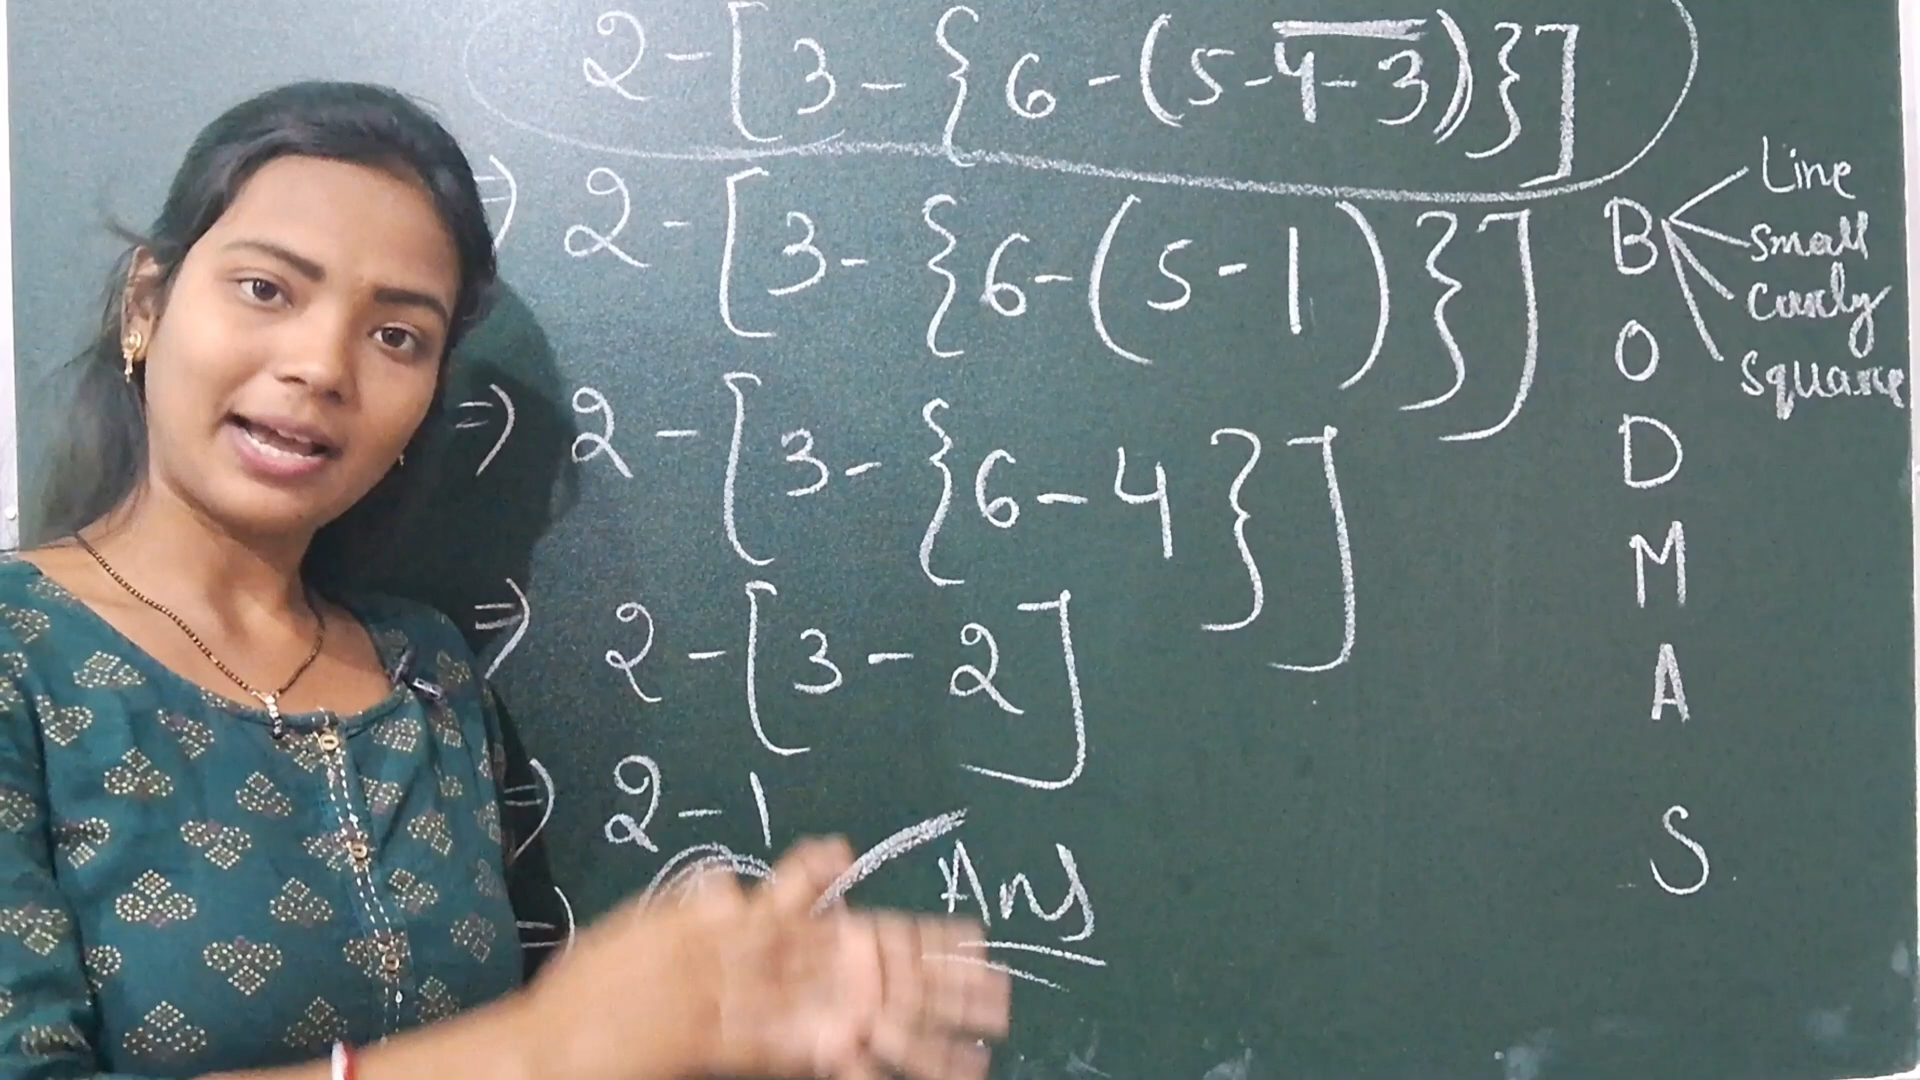 2 - [ 3 - { 6 - ( 5 - 4̅ ̅-̅ ̅3̅ ) } ]
⇒ 2 - [ 3 - { 6 - ( 5 - 1 ) } ]
⇒ 2 - [ 3 - { 6 - 4 } ]
⇒ 2 - [ 3 - 2 ]
⇒ 2 - 1
⇒ Ans
B
Line
Small
Curly
Square
O
D
M
A
S